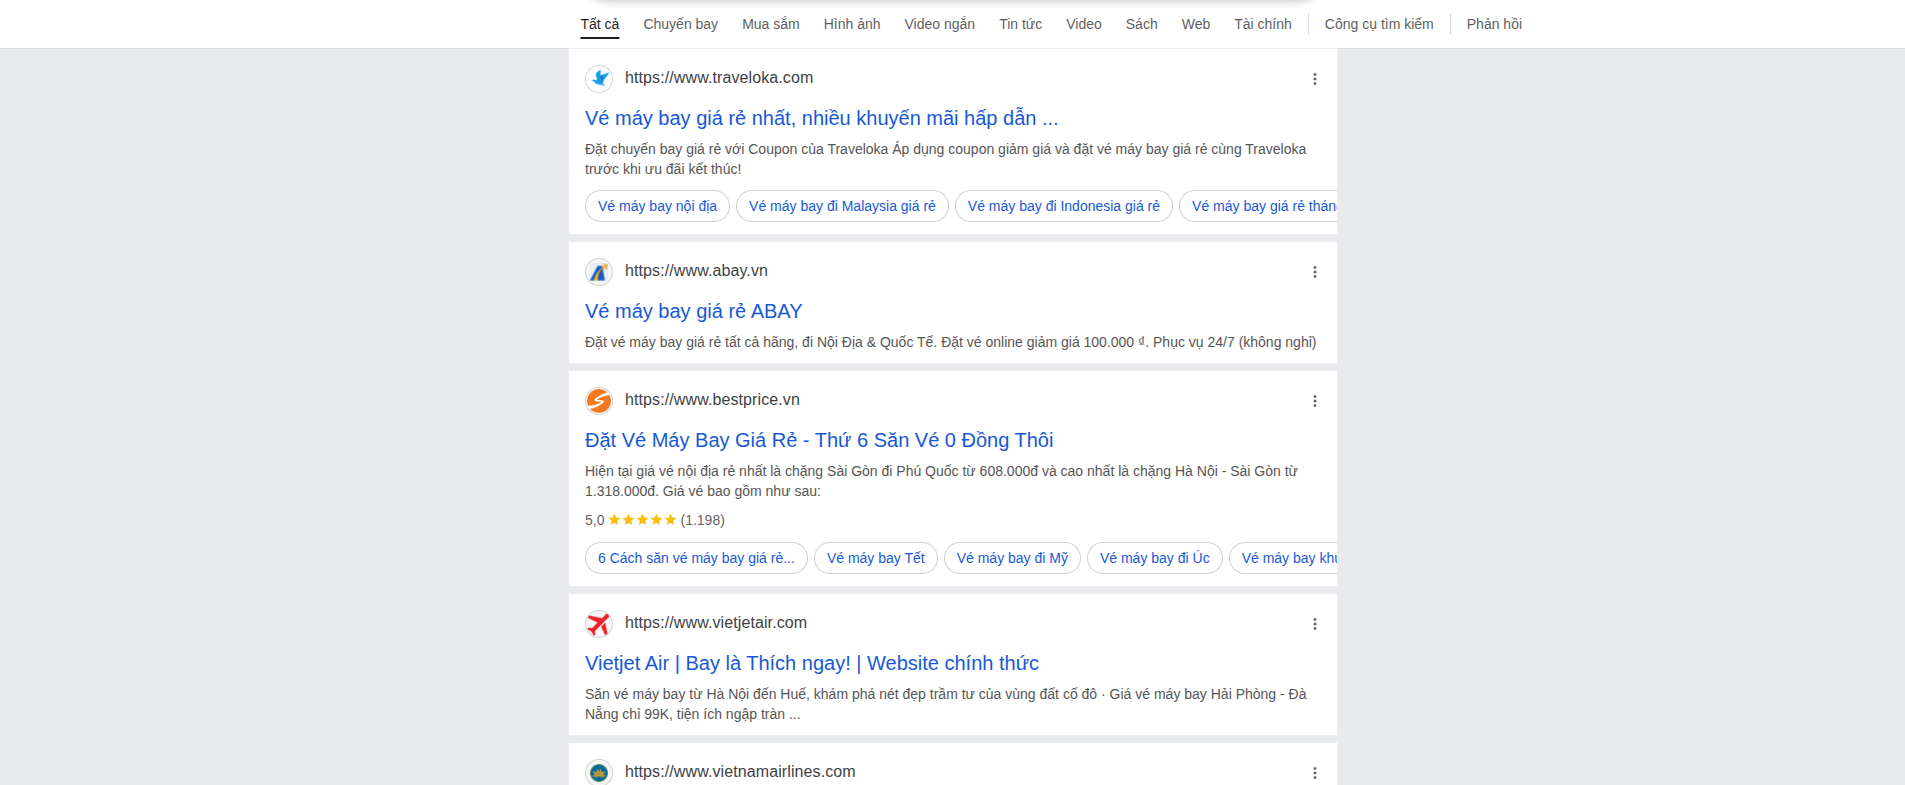 Tất cả Chuyến bay Mua sắm Hình ảnh Video ngắn Tin tức Video Sách Web Tài chính Công cụ tìm kiếm Phản hồi
https://www.traveloka.com
Vé máy bay giá rẻ nhất, nhiều khuyến mãi hấp dẫn ...
Đặt chuyến bay giá rẻ với Coupon của Traveloka Áp dụng coupon giảm giá và đặt vé máy bay giá rẻ cùng Traveloka
trước khi ưu đãi kết thúc!
Vé máy bay nội địa Vé máy bay đi Malaysia giá rẻ Vé máy bay đi Indonesia giá rẻ Vé máy bay giá rẻ
https://www.abay.vn
Vé máy bay giá rẻ ABAY
Đặt vé máy bay giá rẻ tất cả hãng, đi Nội Địa & Quốc Tế. Đặt vé online giảm giá 100.000 ₫. Phục vụ 24/7 (không nghỉ)
https://www.bestprice.vn
Đặt Vé Máy Bay Giá Rẻ - Thứ 6 Săn Vé 0 Đồng Thôi
Hiện tại giá vé nội địa rẻ nhất là chặng Sài Gòn đi Phú Quốc từ 608.000đ và cao nhất là chặng Hà Nội - Sài Gòn từ
1.318.000đ. Giá vé bao gồm như sau:
5,0 ★★★★★ (1.198)
6 Cách săn vé máy bay giá rẻ... Vé máy bay Tết Vé máy bay đi Mỹ Vé máy bay đi Úc Vé máy bay
https://www.vietjetair.com
Vietjet Air | Bay là Thích ngay! | Website chính thức
Săn vé máy bay từ Hà Nội đến Huế, khám phá nét đẹp trầm tư của vùng đất cố đô · Giá vé máy bay Hải Phòng - Đà
Nẵng chỉ 99K, tiện ích ngập tràn ...
https://www.vietnamairlines.com